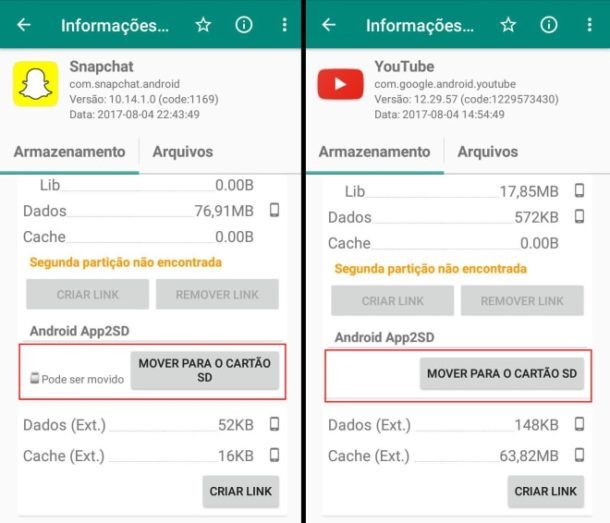 Informações...
Snapchat
com.snapchat.android
Versão: 10.14.1.0 (code:1169)
Data: 2017-08-04 22:43:49
Armazenamento Arquivos
Lib 0.00B
Dados 76,91MB
Cache 0.00B
Segunda partição não encontrada
CRIAR LINK REMOVER LINK
Android App2SD
Pode ser movido
MOVER PARA O CARTÃO
SD
Dados (Ext.) 52KB
Cache (Ext.) 16KB
CRIAR LINK
Informações...
YouTube
com.google.android.youtube
Versão: 12.29.57 (code:1229573430)
Data: 2017-08-04 14:54:49
Armazenamento Arquivos
Lib 17,85MB
Dados 572KB
Cache 0.00B
Segunda partição não encontrada
CRIAR LINK REMOVER LINK
Android App2SD
MOVER PARA O CARTÃO SD
Dados (Ext.) 148KB
Cache (Ext.) 63,82MB
CRIAR LINK